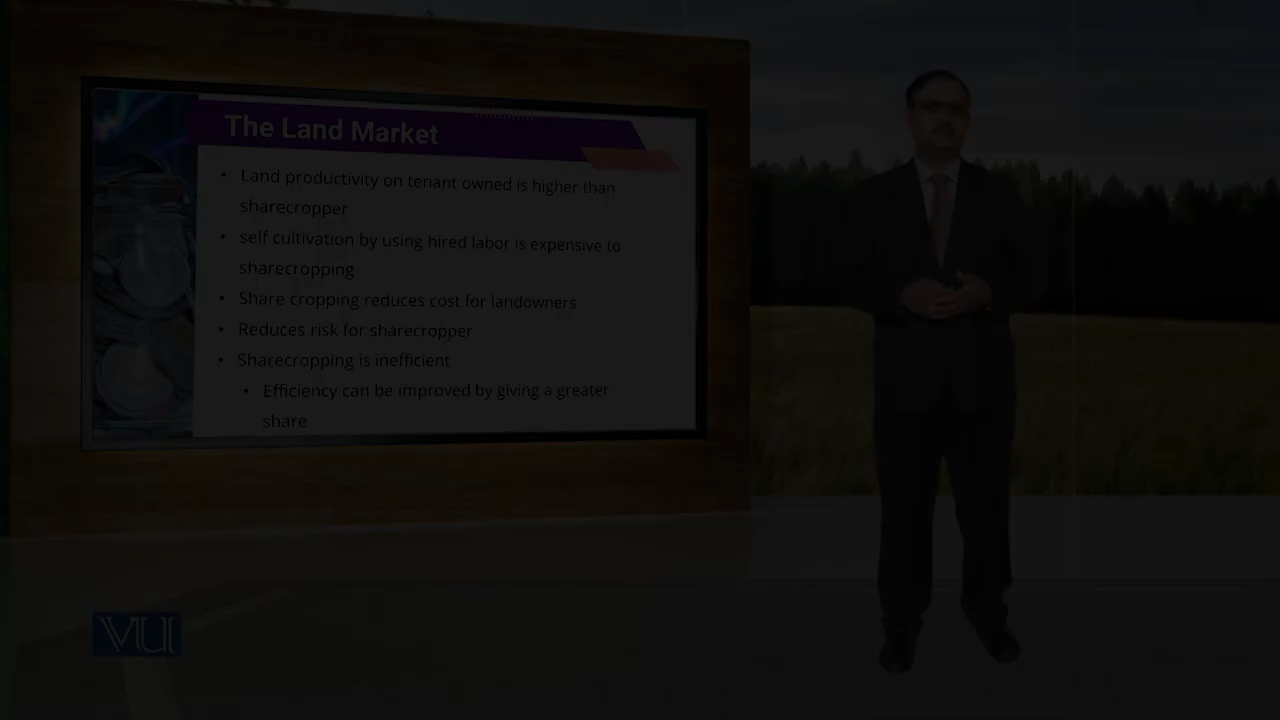 The Land Market
• Land productivity on tenant owned is higher than
sharecropper
• self cultivation by using hired labor is expensive to
sharecropping
• Share cropping reduces cost for landowners
• Reduces risk for sharecropper
• Sharecropping is inefficient
• Efficiency can be improved by giving a greater
share
VU